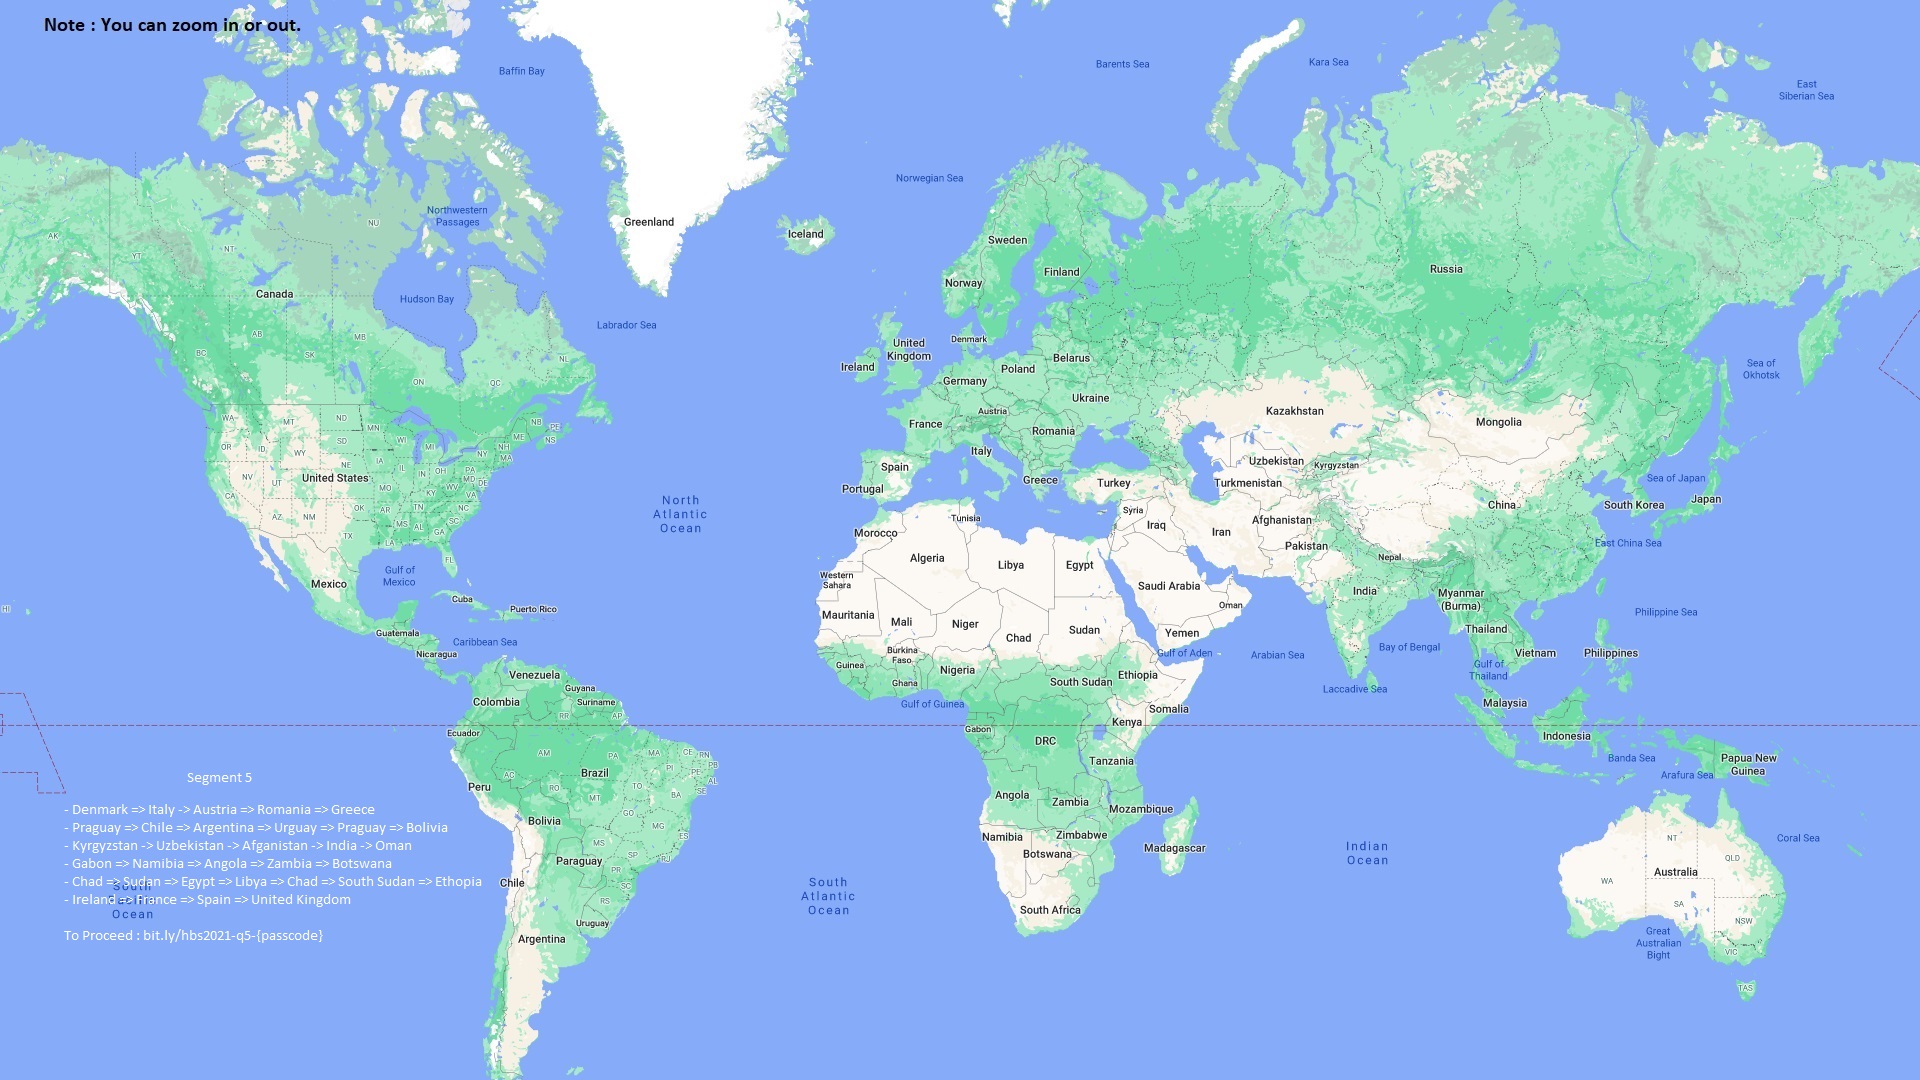 Note : You can zoom in or out.
Baffin Bay
Barents Sea
Kara Sea
East
Siberian Sea
Norwegian Sea
Greenland
Iceland
Northwestern
Passages
NU
AK
YT
NT
Sweden
Finland
Norway
Russia
Canada
Hudson Bay
Labrador Sea
AB
MB
BC
SK
ON
QC
NL
United
Kingdom
Ireland
Denmark
Belarus
Poland
Germany
Ukraine
Austria
France
Romania
Italy
Kazakhstan
Mongolia
Sea of
Okhotsk
WA
MT
ND
MN
OR
ID
WY
SD
WI
MI
NB
PE
NS
ME
NH
MA
NY
NV
UT
United States
NE
IA
IL
IN
OH
PA
MD
DE
CA
MO
KY
WV
VA
AZ
NM
OK
AR
TN
NC
SC
MS
AL
GA
TX
LA
FL
Spain
Portugal
Greece
Turkey
Uzbekistan
Kyrgyzstan
Turkmenistan
Sea of Japan
Japan
South Korea
China
North
Atlantic
Ocean
Morocco
Tunisia
Syria
Iraq
Iran
Afghanistan
Pakistan
Nepal
East China Sea
Algeria
Libya
Egypt
Western
Sahara
Saudi Arabia
Oman
India
Myanmar
(Burma)
Gulf of
Mexico
Mexico
HI
Cuba
Puerto Rico
Mauritania
Mali
Niger
Chad
Sudan
Yemen
Philippine Sea
Thailand
Guatemala
Caribbean Sea
Nicaragua
Guinea
Burkina
Faso
Nigeria
Ghana
Gulf of Guinea
South Sudan
Ethiopia
Gulf of Aden
Arabian Sea
Bay of Bengal
Vietnam
Philippines
Gulf of
Thailand
Laccadive Sea
Venezuela
Guyana
Suriname
Colombia
RR
AP
Ecuador
Somalia
Kenya
Malaysia
Gabon
DRC
Indonesia
Tanzania
Banda Sea
Papua New
Guinea
Arafura Sea
AM
PA
MA
CE
RN
PB
PI
PE
AL
SE
AC
Brazil
RO
TO
BA
MT
Peru
GO
Bolivia
MG
ES
MS
SP
RJ
Paraguay
PR
Chile
SC
RS
Uruguay
Argentina
Angola
Zambia
Mozambique
Namibia
Zimbabwe
Botswana
Madagascar
South Africa
Indian
Ocean
South
Atlantic
Ocean
Coral Sea
NT
QLD
Australia
WA
SA
NSW
Great
Australian
Bight
VIC
TAS
Segment 5
- Denmark => Italy -> Austria => Romania => Greece
- Praguay => Chile => Argentina => Urguay => Praguay => Bolivia
- Kyrgyzstan -> Uzbekistan -> Afganistan -> India -> Oman
- Gabon => Namibia => Angola => Zambia => Botswana
- Chad => Sudan => Egypt => Libya => Chad => South Sudan => Ethopia
- Ireland => France => Spain => United Kingdom
South
Ocean
To Proceed : bit.ly/hbs2021-q5-{passcode}